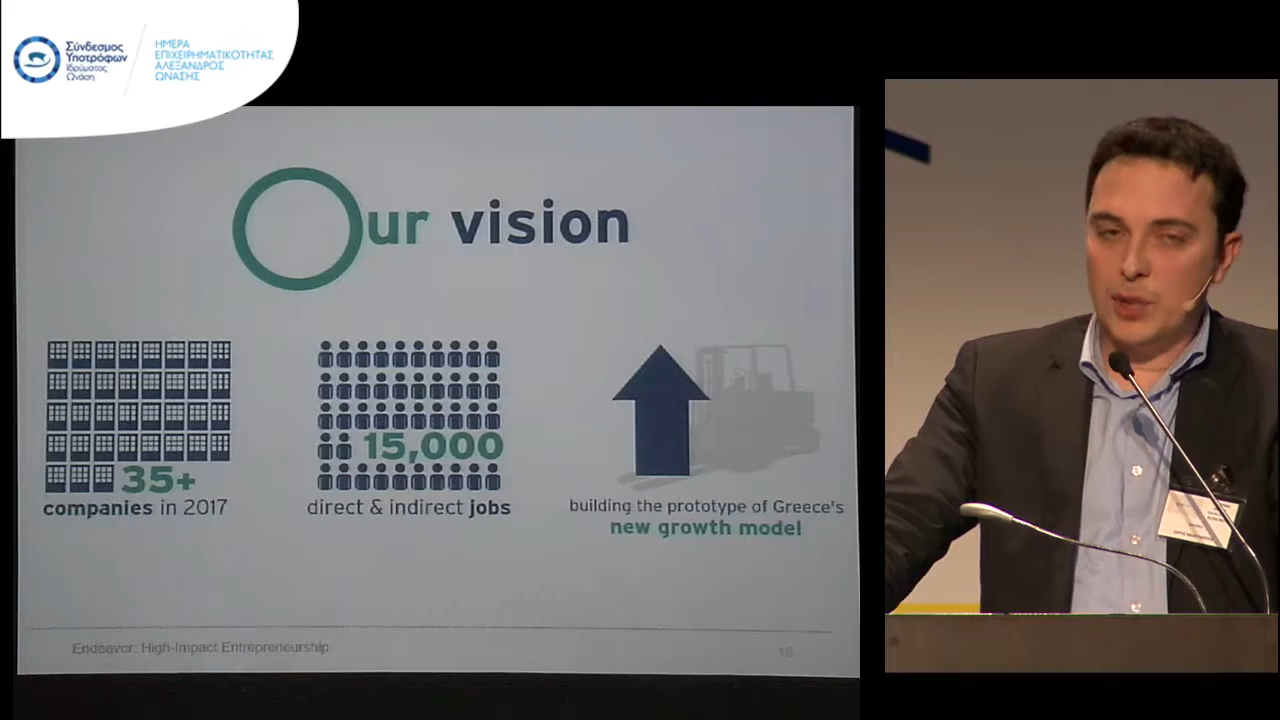 Σύνδεσμος
Υποτρόφων
Ιδρύματος
Ωνάση
ΗΜΕΡΑ
ΕΠΙΧΕΙΡΗΜΑΤΙΚΟΤΗΤΑΣ
ΑΛΕΞΑΝΔΡΟΣ
ΩΝΑΣΗΣ
Our vision
35+
companies in 2017
15,000
direct & indirect jobs
building the prototype of Greece's
new growth model
Endeavor: High-Impact Entrepreneurship
18